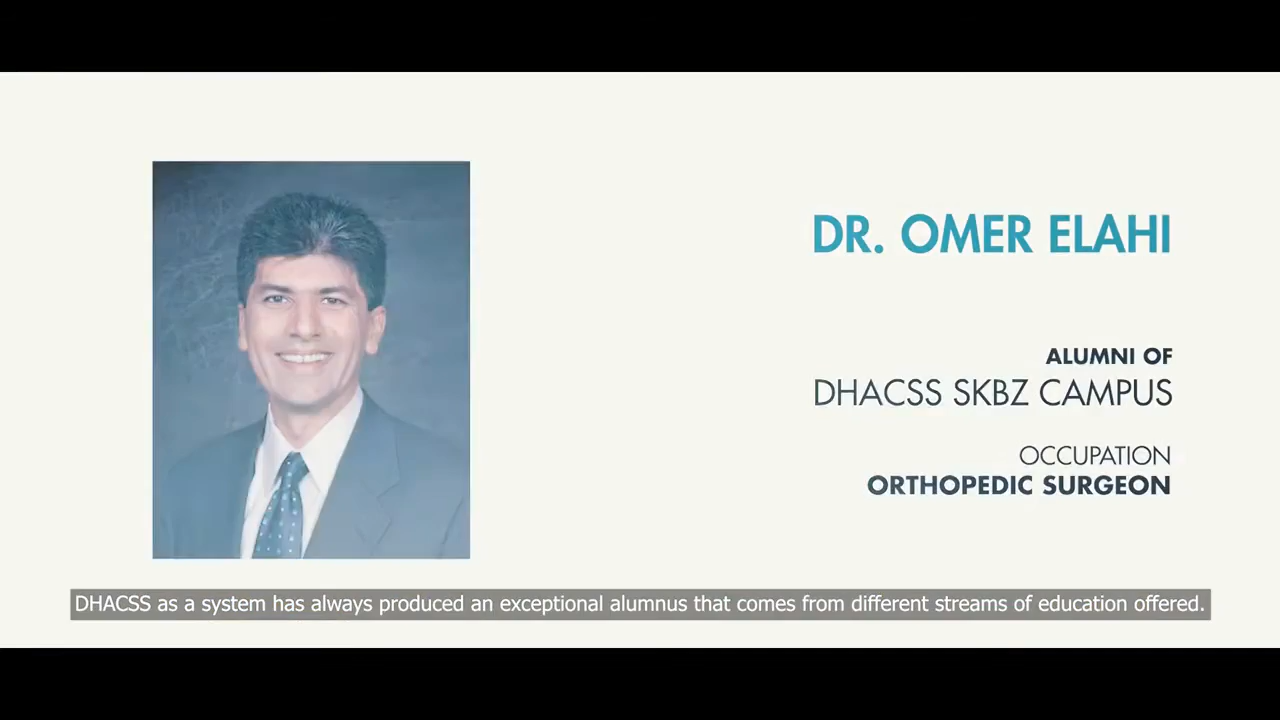 DR. OMER ELAHI
ALUMNI OF
DHACSS SKBZ CAMPUS
OCCUPATION
ORTHOPEDIC SURGEON
DHACSS as a system has always produced an exceptional alumnus that comes from different streams of education offered.